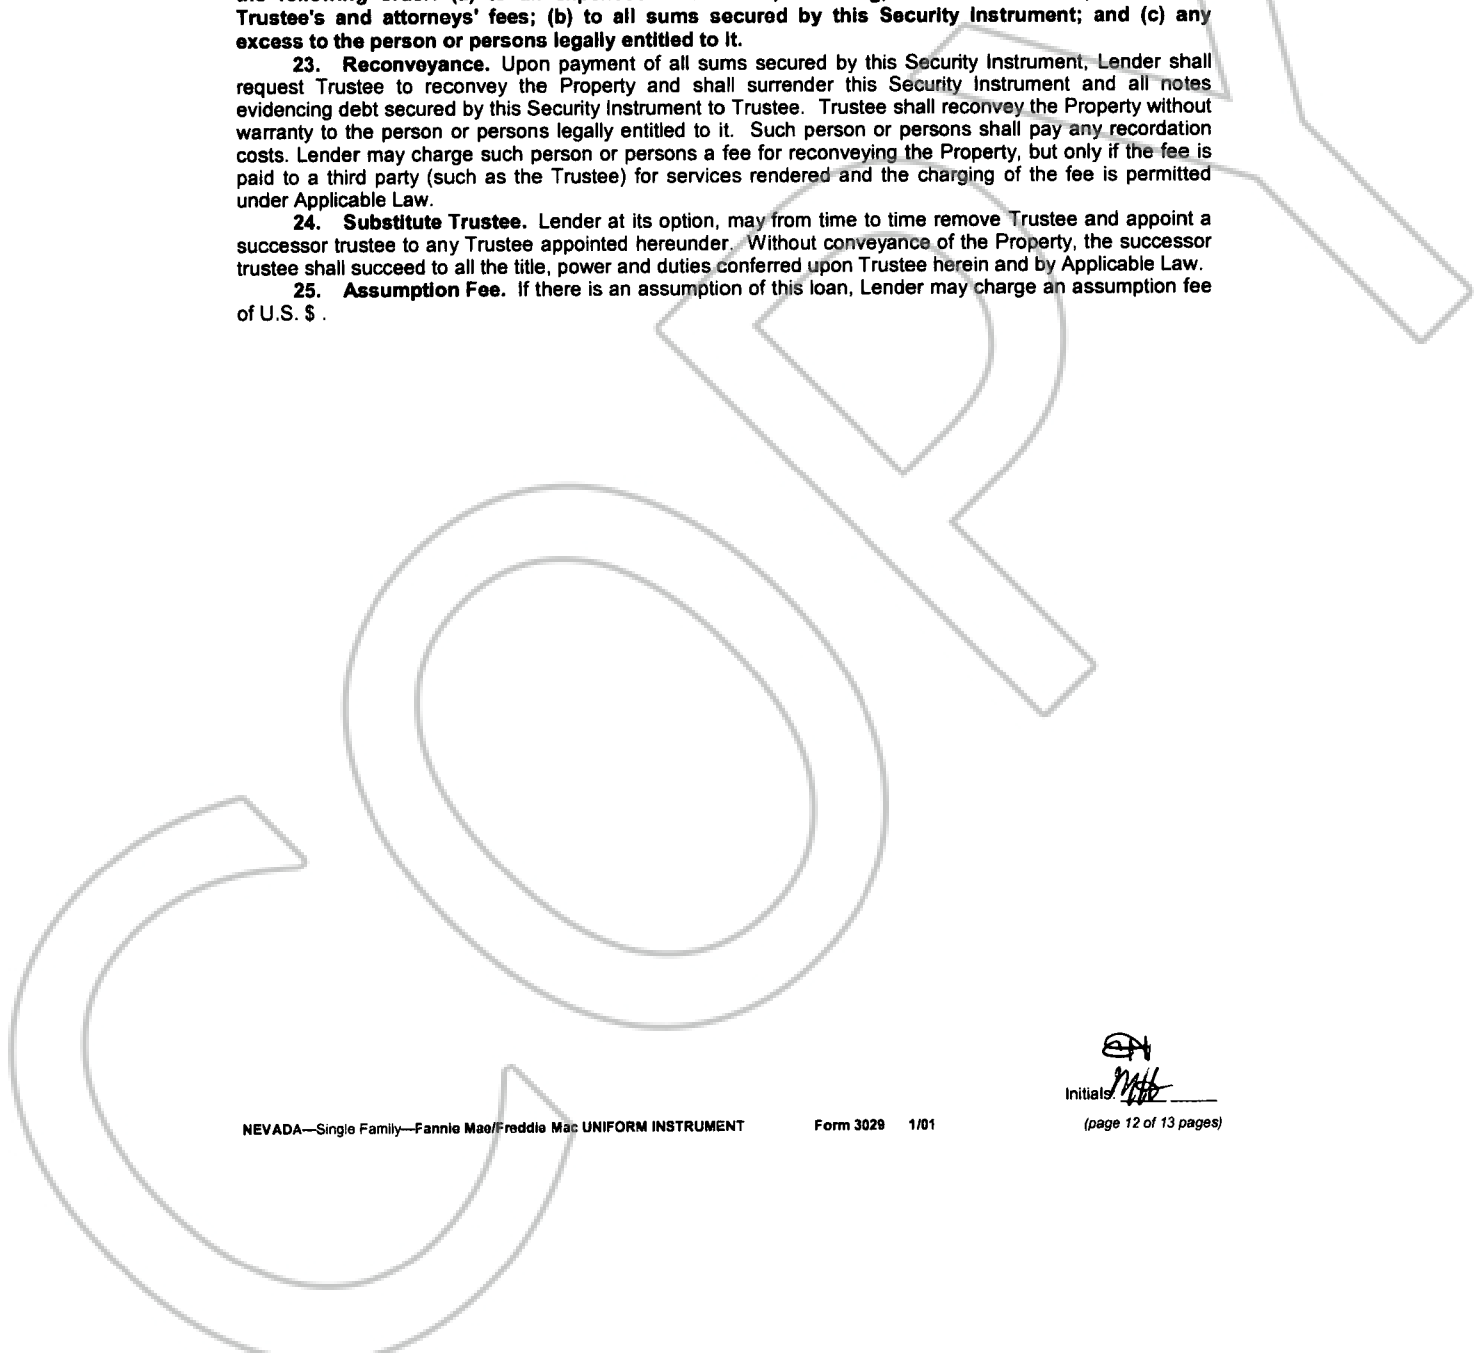 Trustee's and attorneys' fees; (b) to all sums secured by this Security Instrument; and (c) any
excess to the person or persons legally entitled to it.
23. Reconveyance. Upon payment of all sums secured by this Security Instrument, Lender shall
request Trustee to reconvey the Property and shall surrender this Security Instrument and all notes
evidencing debt secured by this Security Instrument to Trustee. Trustee shall reconvey the Property without
warranty to the person or persons legally entitled to it. Such person or persons shall pay any recordation
costs. Lender may charge such person or persons a fee for reconveying the Property, but only if the fee is
paid to a third party (such as the Trustee) for services rendered and the charging of the fee is permitted
under Applicable Law.
24. Substitute Trustee. Lender at its option, may from time to time remove Trustee and appoint a
successor trustee to any Trustee appointed hereunder. Without conveyance of the Property, the successor
trustee shall succeed to all the title, power and duties conferred upon Trustee herein and by Applicable Law.
25. Assumption Fee. If there is an assumption of this loan, Lender may charge an assumption fee
of U.S. $ .
COPY
Initials:
NEVADA—Single Family—Fannie Mae/Freddie Mac UNIFORM INSTRUMENT Form 3029 1/01 (page 12 of 13 pages)